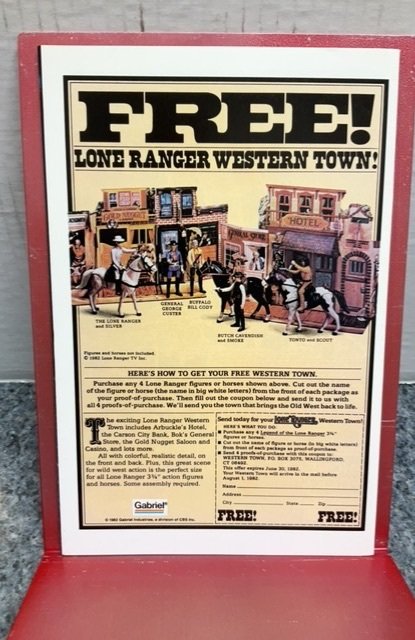 FREE!
LONE RANGER WESTERN TOWN!
GOLD NUGGET
GENERAL STORE
HOTEL
THE LONE RANGER
and SILVER
GENERAL
GEORGE
CUSTER
BUFFALO
BILL CODY
BUTCH CAVENDISH
and SMOKE
TONTO and SCOUT
Figures and horses not included.
© 1982 Lone Ranger TV Inc.
HERE'S HOW TO GET YOUR FREE WESTERN TOWN.
Purchase any 4 Lone Ranger figures or horses shown above. Cut out the name
of the figure or horse (the name in big white letters) from the front of each package as
your proof-of-purchase. Then fill out the coupon below and send it to us with
all 4 proofs-of-purchase. We'll send you the town that brings the Old West back to life.
The exciting Lone Ranger Western
Town includes Arbuckle's Hotel,
the Carson City Bank, Bok's General
Store, the Gold Nugget Saloon and
Casino, and lots more.
All with colorful, realistic detail, on
the front and back. Plus, this great scene
for wild west action is the perfect size
for all Lone Ranger 3¾" action figures
and horses. Some assembly required.
Gabriel
© 1982 Gabriel Industries, a division of CBS Inc.
Send today for your LONE RANGER Western Town!
HERE'S WHAT YOU DO:
Purchase any 4 Legend of the Lone Ranger 3¾"
figures or horses.
Cut out the name of figure or horse (in big white letters)
from the front of each package as proof-of-purchase.
Send 4 proofs-of-purchase with this coupon to:
WESTERN TOWN, P.O. BOX 3075, WALLINGFORD,
CT 06492.
This offer expires June 30, 1982.
Your Western Town will arrive in the mail before
August 1, 1982.
Name
Address
City State Zip
FREE! FREE!